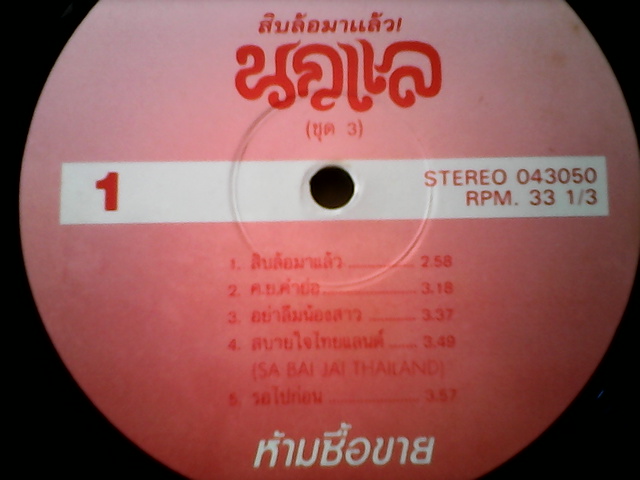 สิบล้อมาแล้ว!
นกแล
(ชุด 3)
1
STEREO 043050
RPM. 33 1/3
1. สิบล้อมาแล้ว ............ 2.58
2. ค.ย.คำย่อ ............ 3.18
3. อย่าลืมน้องสาว ............ 3.37
4. สบายใจไทยแลนด์ ...... 3.49
(SA BAI JAI THAILAND)
5. รอไปก่อน ............ 3.57
ห้ามซื้อขาย